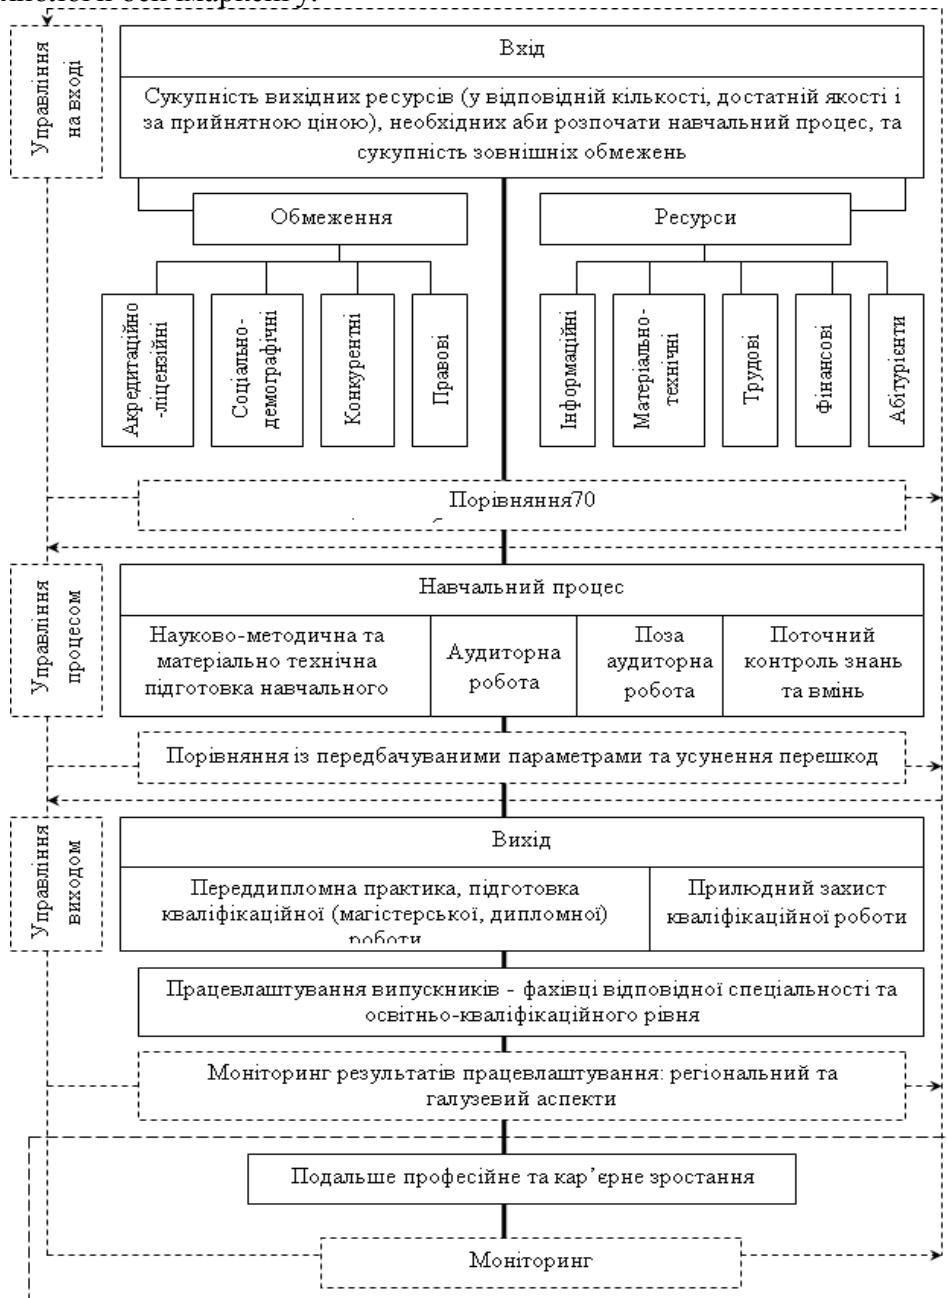 Управління
на вході
Вхід
Сукупність вихідних ресурсів (у відповідній кількості, достатній якості і
за прийнятною ціною), необхідних аби розпочати навчальний процес, та
сукупність зовнішніх обмежень
Обмеження
Ресурси
Акредитаційно
-ліцензійні
Соціально-
демографічні
Конкурентні
Правові
Інформаційні
Матеріально-
технічні
Трудові
Фінансові
Абітурієнти
Порівняння70
Управління
процесом
Навчальний процес
Науково-методична та
матеріально технічна
підготовка навчального
Аудиторна
робота
Поза
аудиторна
робота
Поточний
контроль знань
та вмінь
Порівняння із передбачуваними параметрами та усунення перешкод
Управління
виходом
Вихід
Переддипломна практика, підготовка
кваліфікаційної (магістерської, дипломної)
роботи
Прилюдний захист
кваліфікаційної роботи
Працевлаштування випускників - фахівці відповідної спеціальності та
освітньо-кваліфікаційного рівня
Моніторинг результатів працевлаштування: регіональний та
галузевий аспекти
Подальше професійне та кар’єрне зростання
Моніторинг